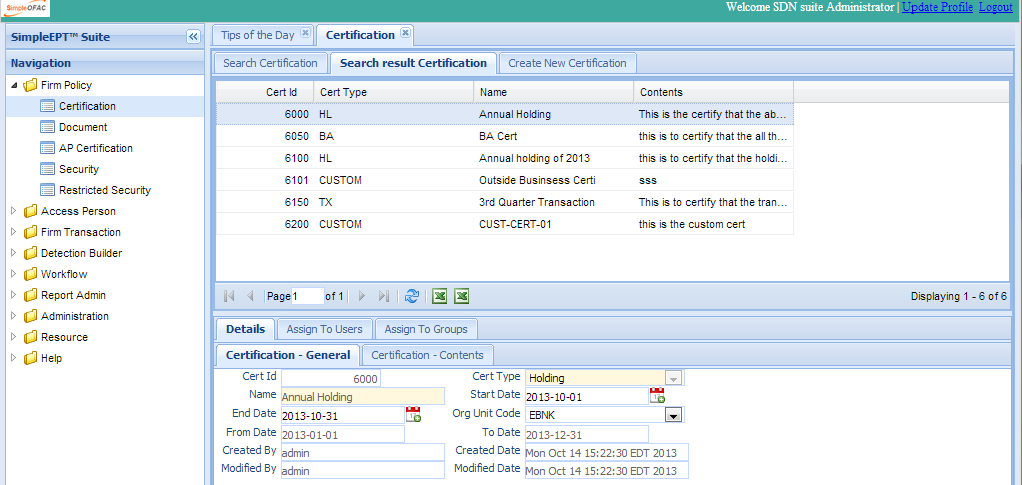 SimpleOFAC
Welcome SDN suite Administrator | Update Profile Logout
SimpleEPT™ Suite
Tips of the Day Certification
Navigation
Search Certification Search result Certification Create New Certification
Firm Policy
Certification
Document
AP Certification
Security
Restricted Security
Access Person
Firm Transaction
Detection Builder
Workflow
Report Admin
Administration
Resource
Help
Cert Id Cert Type Name Contents
6000 HL Annual Holding This is the certify that the ab...
6050 BA BA Cert this is to certify that the all th...
6100 HL Annual holding of 2013 this is to certify that the holdi...
6101 CUSTOM Outside Businsess Certi sss
6150 TX 3rd Quarter Transaction This is to certify that the tran...
6200 CUSTOM CUST-CERT-01 this is the custom cert
Page 1 of 1 Displaying 1 - 6 of 6
Details Assign To Users Assign To Groups
Certification - General Certification - Contents
Cert Id 6000 Cert Type Holding
Name Annual Holding Start Date 2013-10-01
End Date 2013-10-31 Org Unit Code EBNK
From Date 2013-01-01 To Date 2013-12-31
Created By admin Created Date Mon Oct 14 15:22:30 EDT 2013
Modified By admin Modified Date Mon Oct 14 15:22:30 EDT 2013